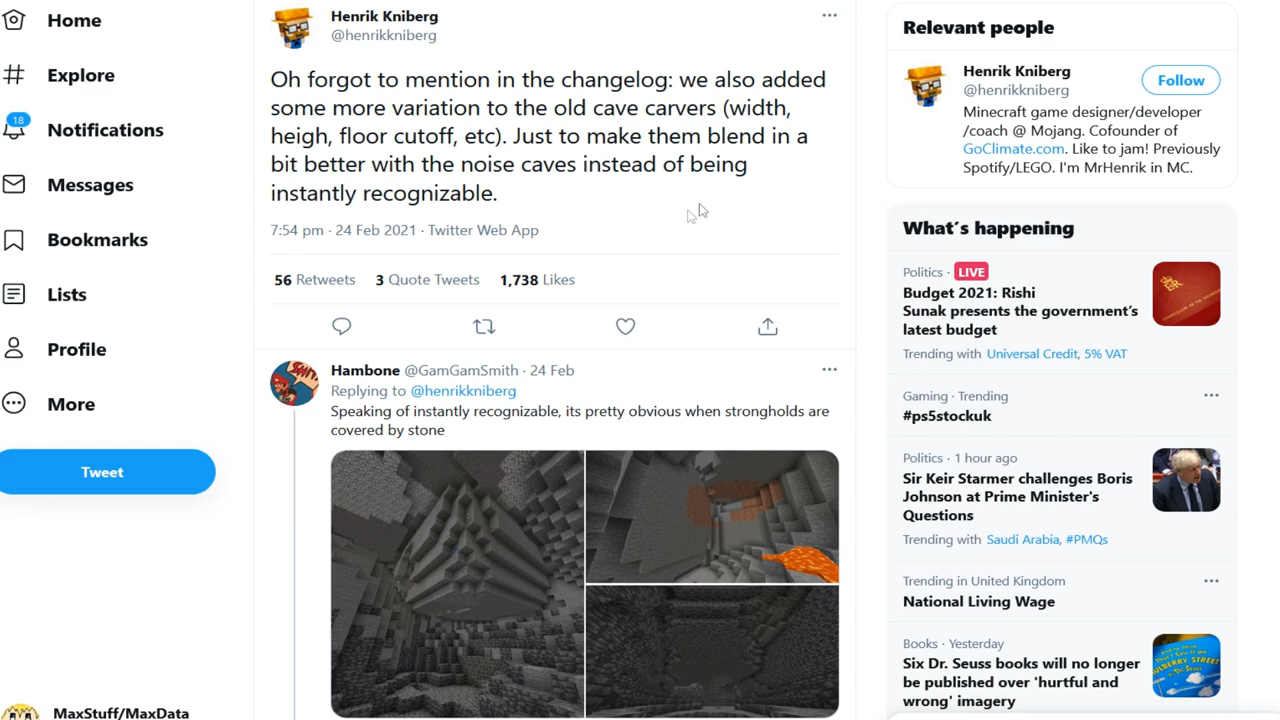 Home
Explore
18
Notifications
Messages
Bookmarks
Lists
Profile
More
Tweet
MaxStuff/MaxData
Henrik Kniberg
@henrikkniberg
Oh forgot to mention in the changelog: we also added
some more variation to the old cave carvers (width,
heigh, floor cutoff, etc). Just to make them blend in a
bit better with the noise caves instead of being
instantly recognizable.
7:54 pm · 24 Feb 2021 · Twitter Web App
56 Retweets 3 Quote Tweets 1,738 Likes
Hambone @GamGamSmith · 24 Feb
Replying to @henrikkniberg
Speaking of instantly recognizable, its pretty obvious when strongholds are
covered by stone
Relevant people
Henrik Kniberg
@henrikkniberg
Follow
Minecraft game designer/developer
/coach @ Mojang. Cofounder of
GoClimate.com. Like to jam! Previously
Spotify/LEGO. I'm MrHenrik in MC.
What's happening
Politics · LIVE
Budget 2021: Rishi
Sunak presents the government's
latest budget
Trending with Universal Credit, 5% VAT
Gaming · Trending
#ps5stockuk
Politics · 1 hour ago
Sir Keir Starmer challenges Boris
Johnson at Prime Minister's
Questions
Trending with Saudi Arabia, #PMQs
Trending in United Kingdom
National Living Wage
Books · Yesterday
Six Dr. Seuss books will no longer
be published over 'hurtful and
wrong' imagery